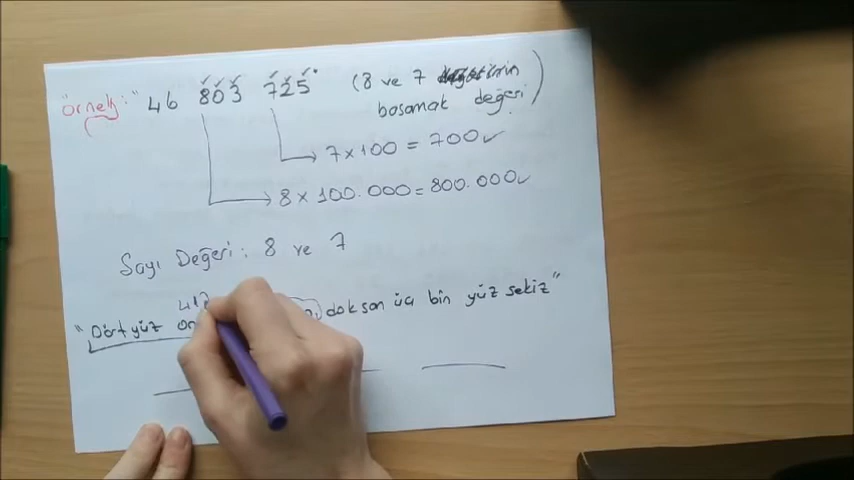 Örnek: 46 803 725 (8 ve 7
basamak değeri)
7 x 100 = 700 ✓
8 x 100.000 = 800.000 ✓
Sayı Değeri: 8 ve 7
"Dörtyüz doksan üç bin yüz sekiz"